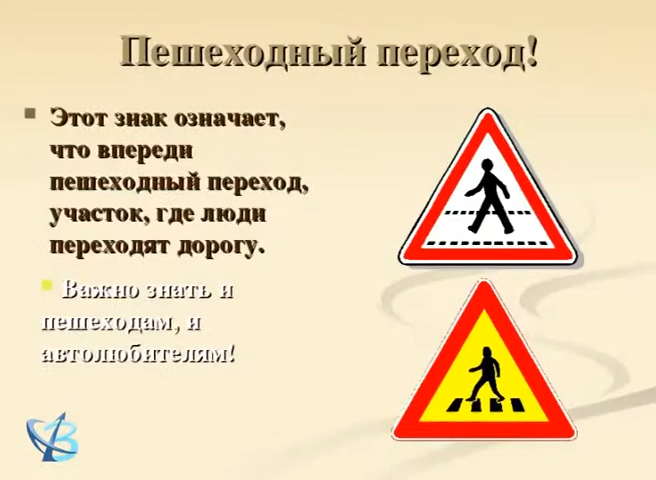 Пешеходный переход!
Этот знак означает,
что впереди
пешеходный переход,
участок, где люди
переходят дорогу.
Важно знать и
пешеходам, и
автолюбителям!